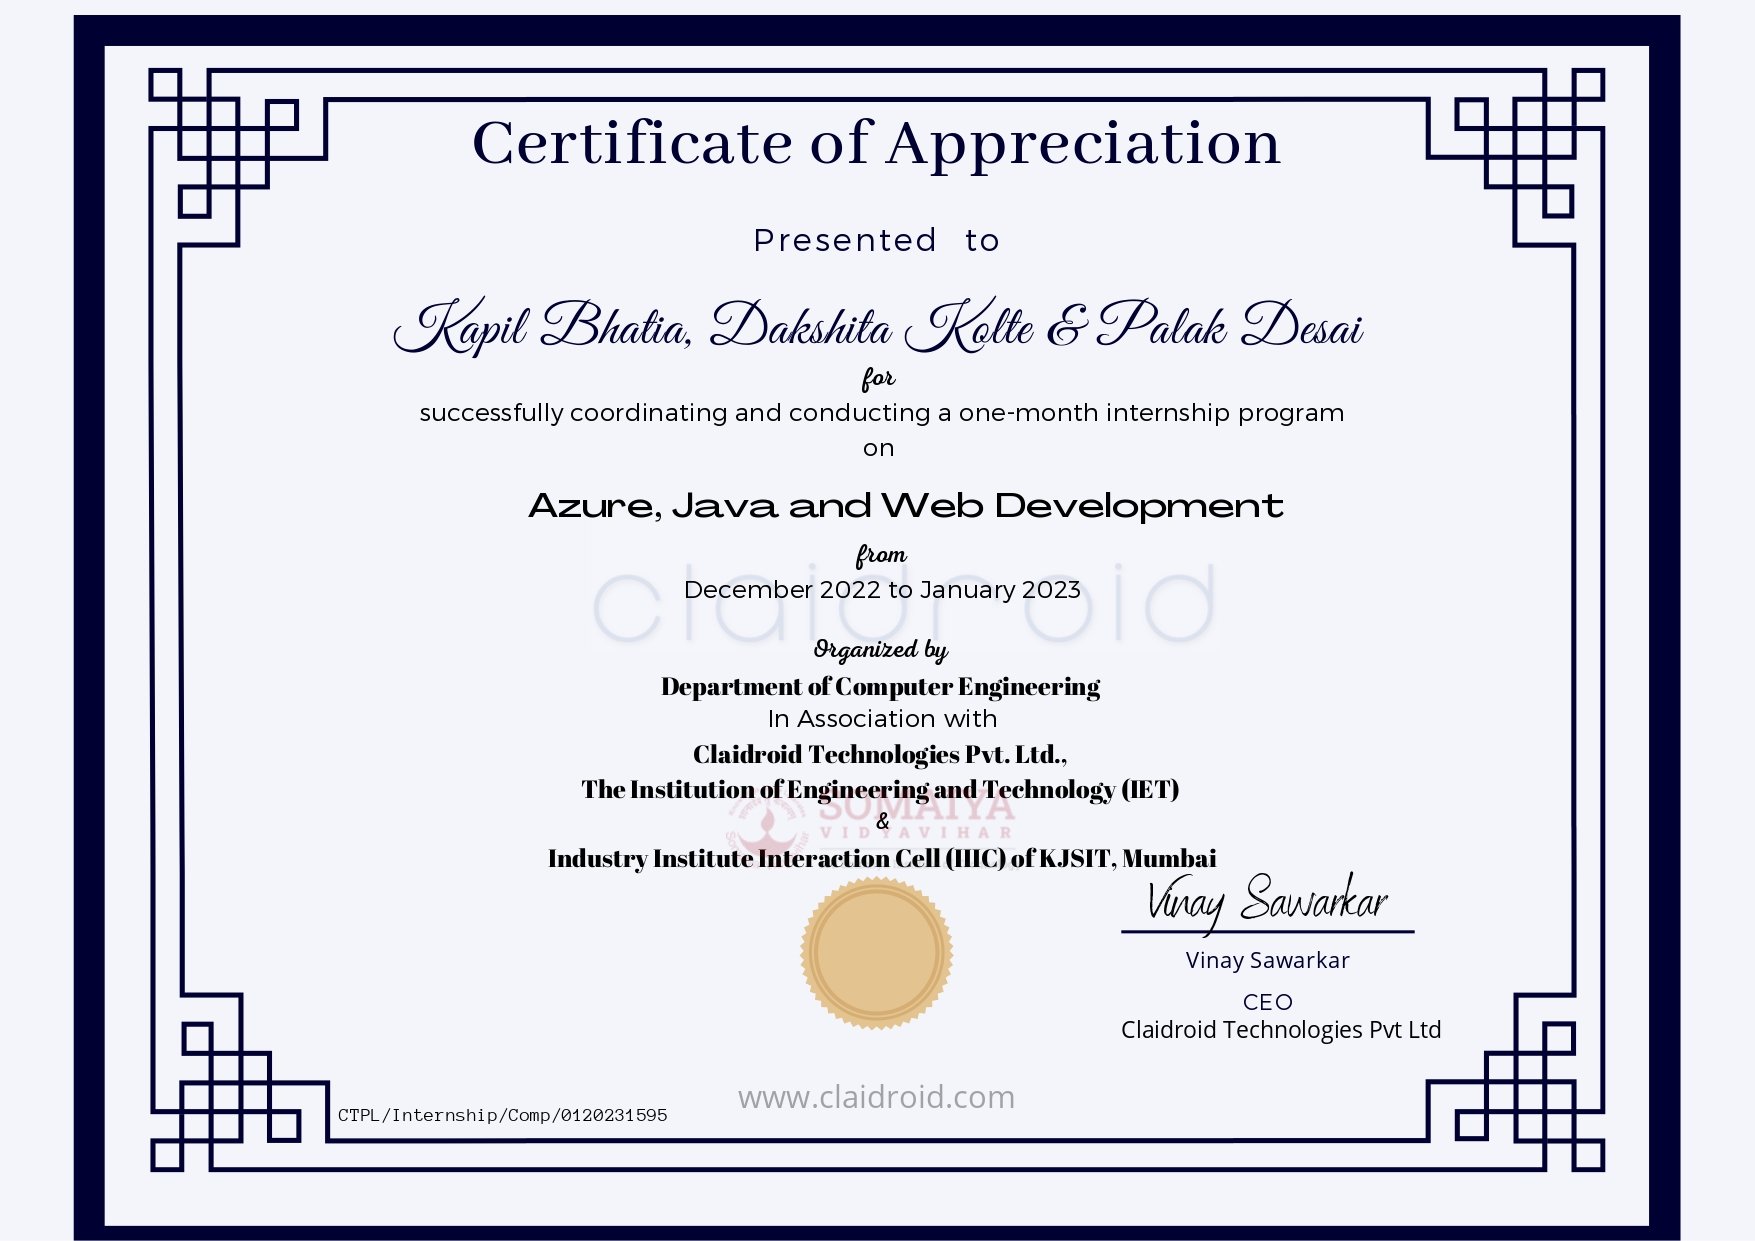 Certificate of Appreciation
Presented to
Kapil Bhatia, Dakshita Kolte & Palak Desai
for
successfully coordinating and conducting a one-month internship program
on
Azure, Java and Web Development
from
claidroid
December 2022 to January 2023
Organized by
Department of Computer Engineering
In Association with
Claidroid Technologies Pvt. Ltd.,
The Institution of Engineering and Technology (IET)
SOMAIYA
&
VIDYAVIHAR
Industry Institute Interaction Cell (IIIC) of KJSIT, Mumbai
Vinay Sawarkar
Vinay Sawarkar
CEO
Claidroid Technologies Pvt Ltd
www.claidroid.com
CTPL/Internship/Comp/0120231595